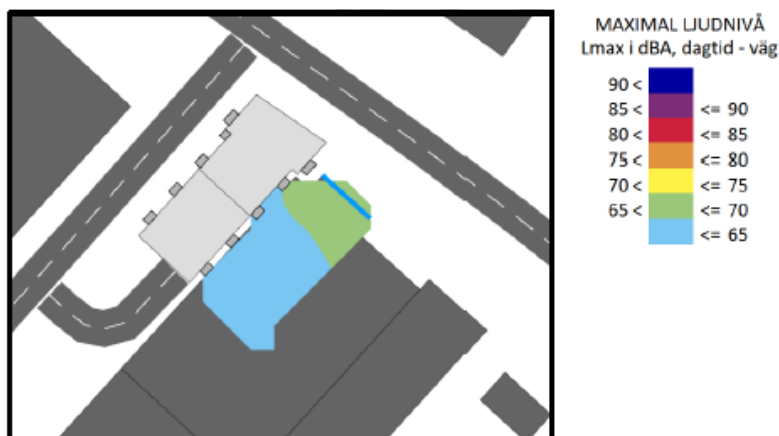 MAXIMAL LJUDNIVÅ
Lmax i dBA, dagtid - väg
90 <
85 < <= 90
80 < <= 85
75 < <= 80
70 < <= 75
65 < <= 70
<= 65